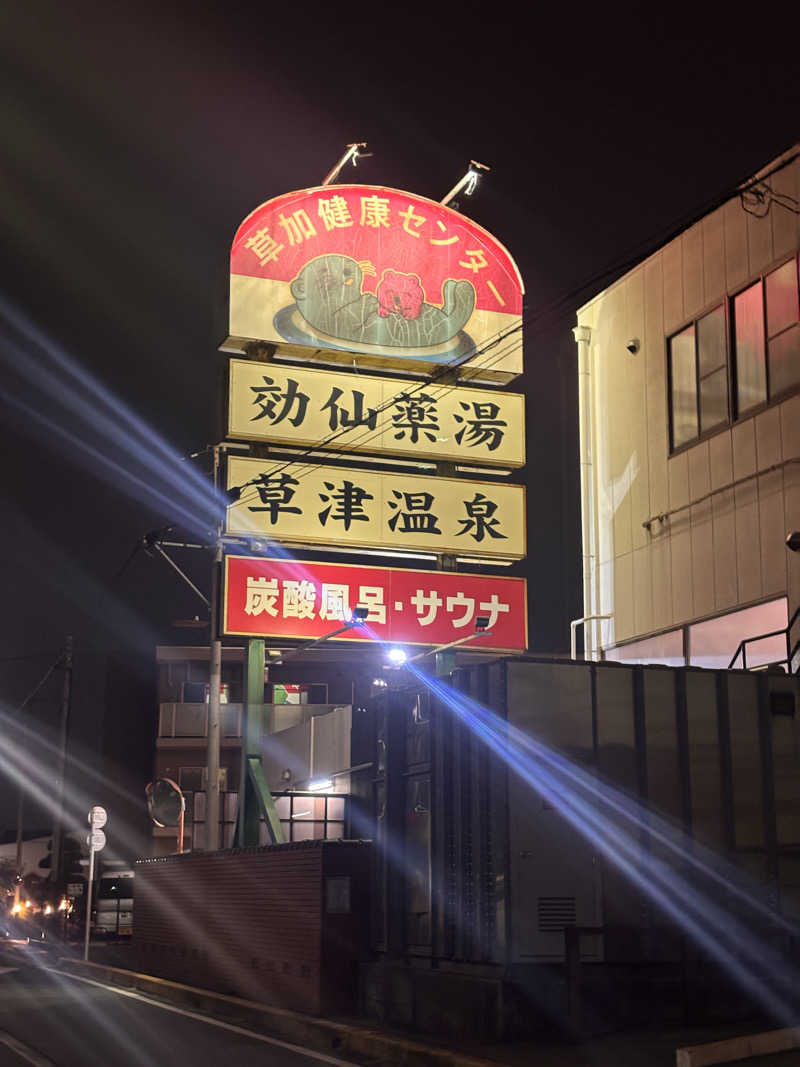 草加健康センター
効仙薬湯
草津温泉
炭酸風呂・サウナ